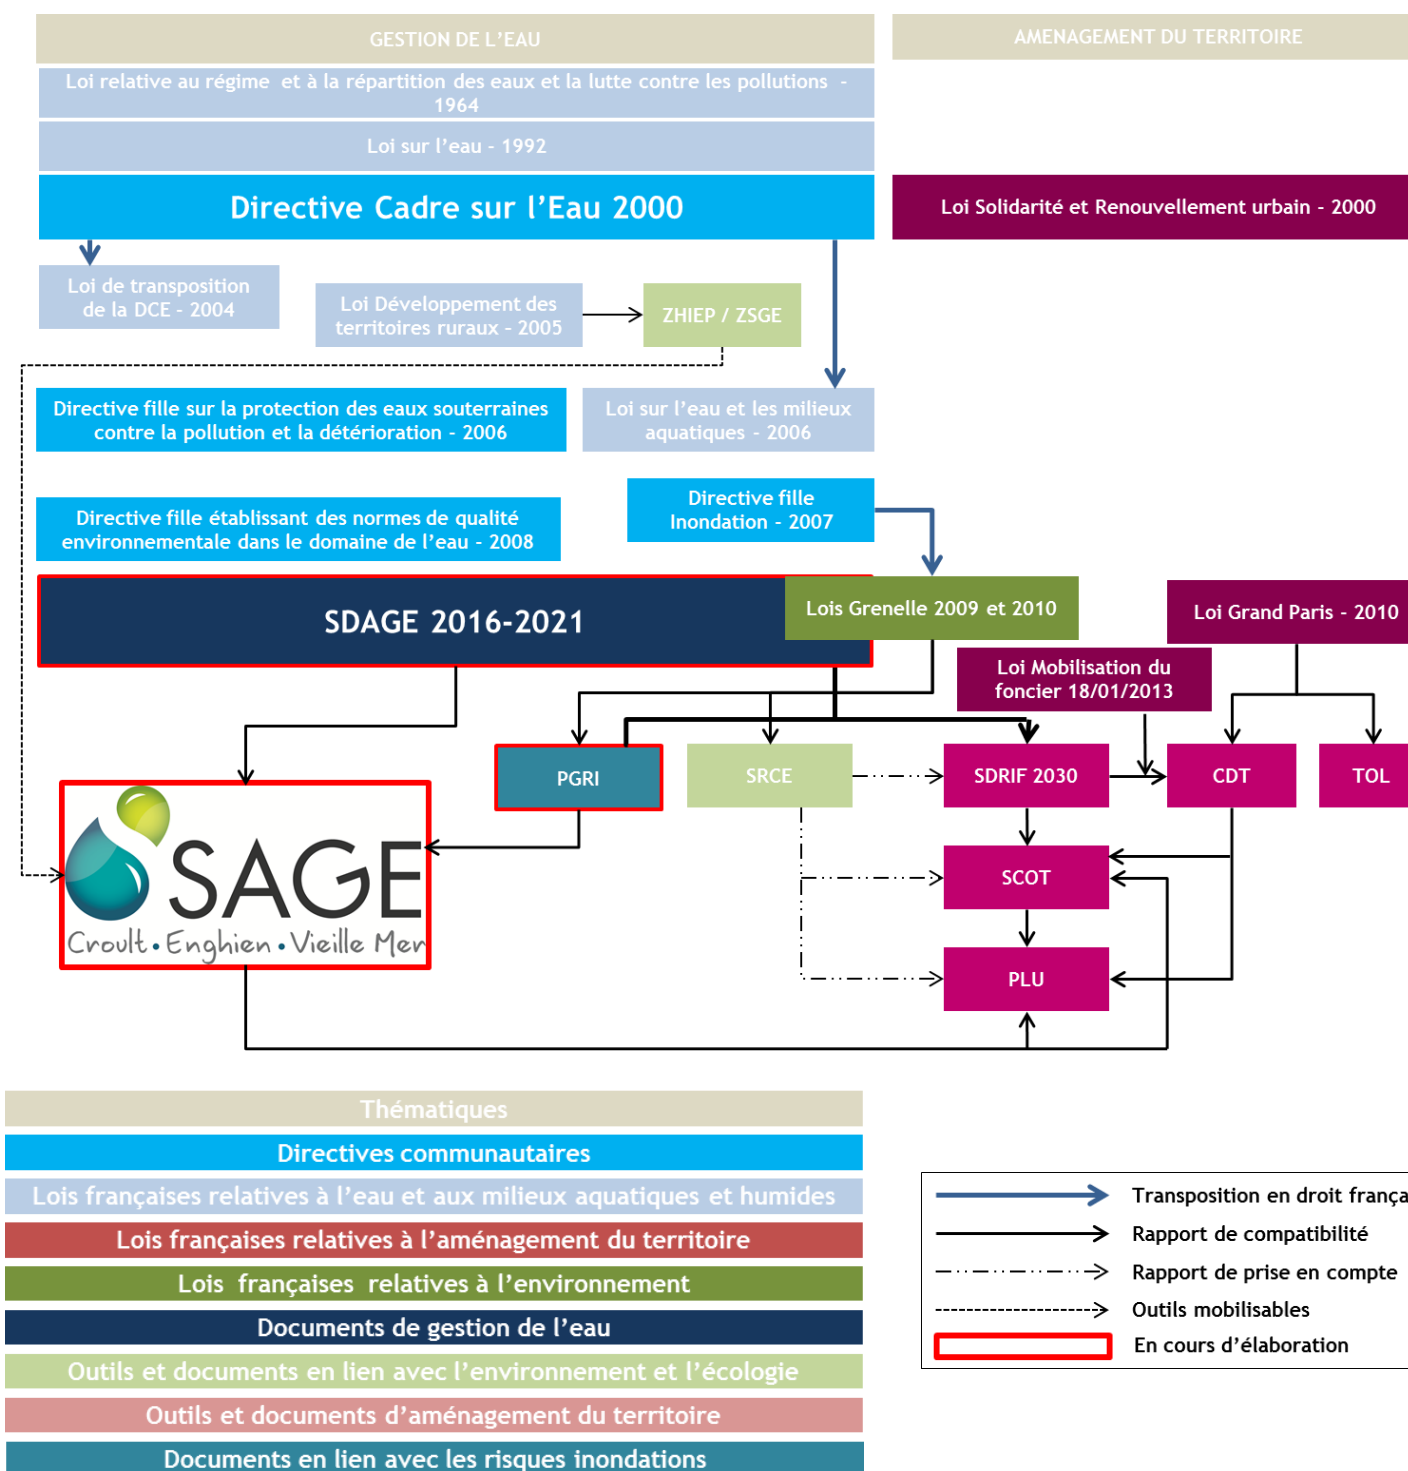 GESTION DE L'EAU
AMENAGEMENT DU TERRITOIRE
Loi relative au régime et à la répartition des eaux et la lutte contre les pollutions -
1964
Loi sur l'eau - 1992
Directive Cadre sur l'Eau 2000
Loi Solidarité et Renouvellement urbain - 2000
Loi de transposition
de la DCE - 2004
Loi Développement des
territoires ruraux - 2005
ZHIEP / ZSGE
Directive fille sur la protection des eaux souterraines
contre la pollution et la détérioration - 2006
Loi sur l'eau et les milieux
aquatiques - 2006
Directive fille
Inondation - 2007
Directive fille établissant des normes de qualité
environnementale dans le domaine de l'eau - 2008
SDAGE 2016-2021
Lois Grenelle 2009 et 2010
Loi Grand Paris - 2010
Loi Mobilisation du
foncier 18/01/2013
PGRI
SRCE
SDRIF 2030
CDT
TOL
SAGE
Croult • Enghien • Vieille Mer
SCOT
PLU
Thématiques
Directives communautaires
Lois françaises relatives à l'eau et aux milieux aquatiques et humides
Lois françaises relatives à l'aménagement du territoire
Lois françaises relatives à l'environnement
Documents de gestion de l'eau
Outils et documents en lien avec l'environnement et l'écologie
Outils et documents d'aménagement du territoire
Documents en lien avec les risques inondations
Transposition en droit frança
Rapport de compatibilité
Rapport de prise en compte
Outils mobilisables
En cours d'élaboration